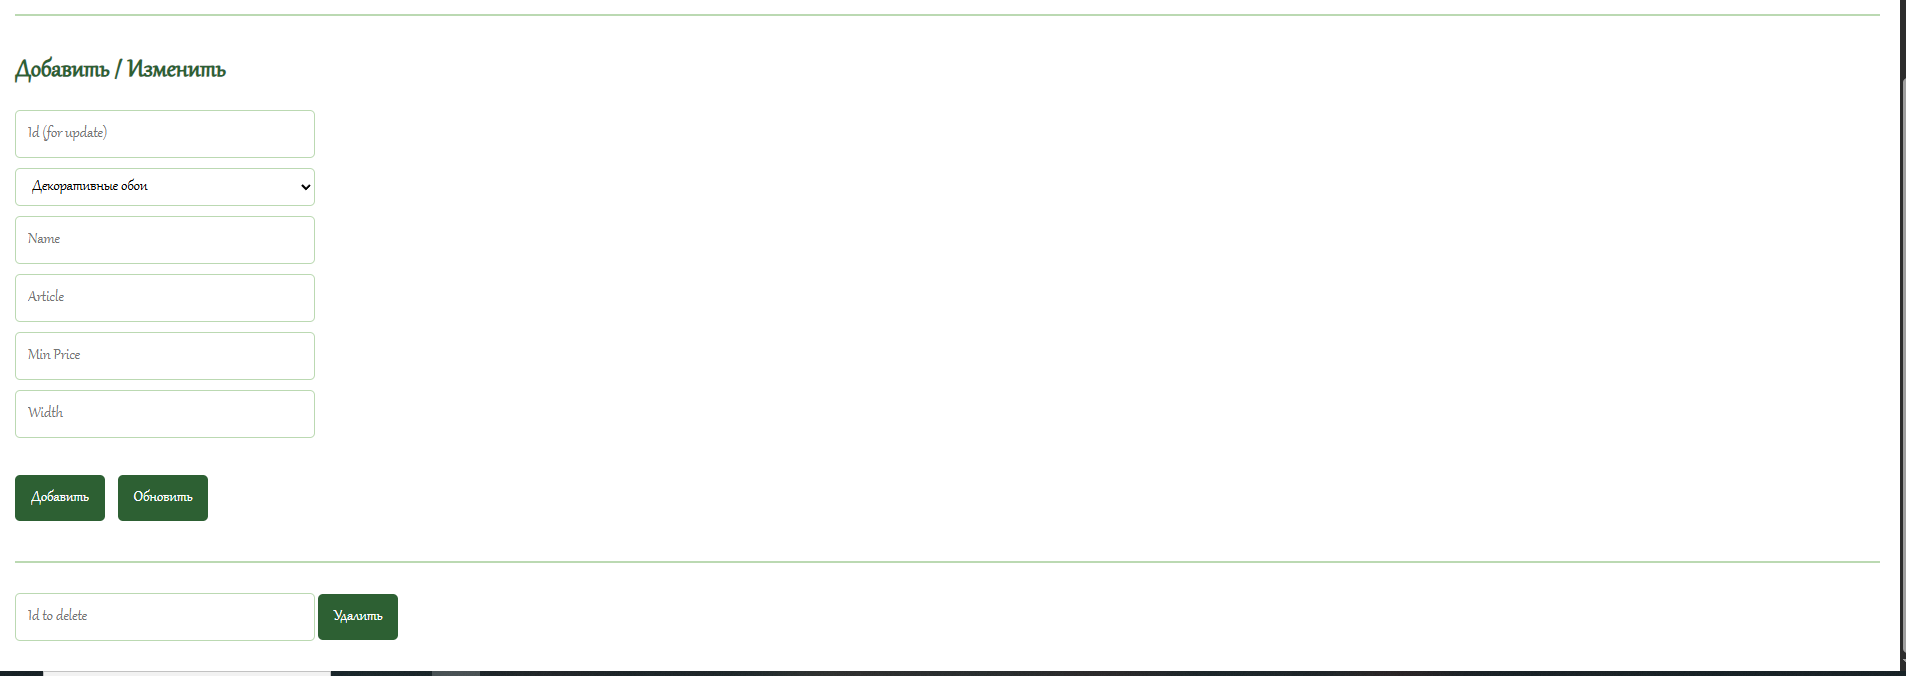 Добавить / Изменить
Id (for update)
Декоративные обои
Name
Article
Min Price
Width
Добавить Обновить
Id to delete Удалить